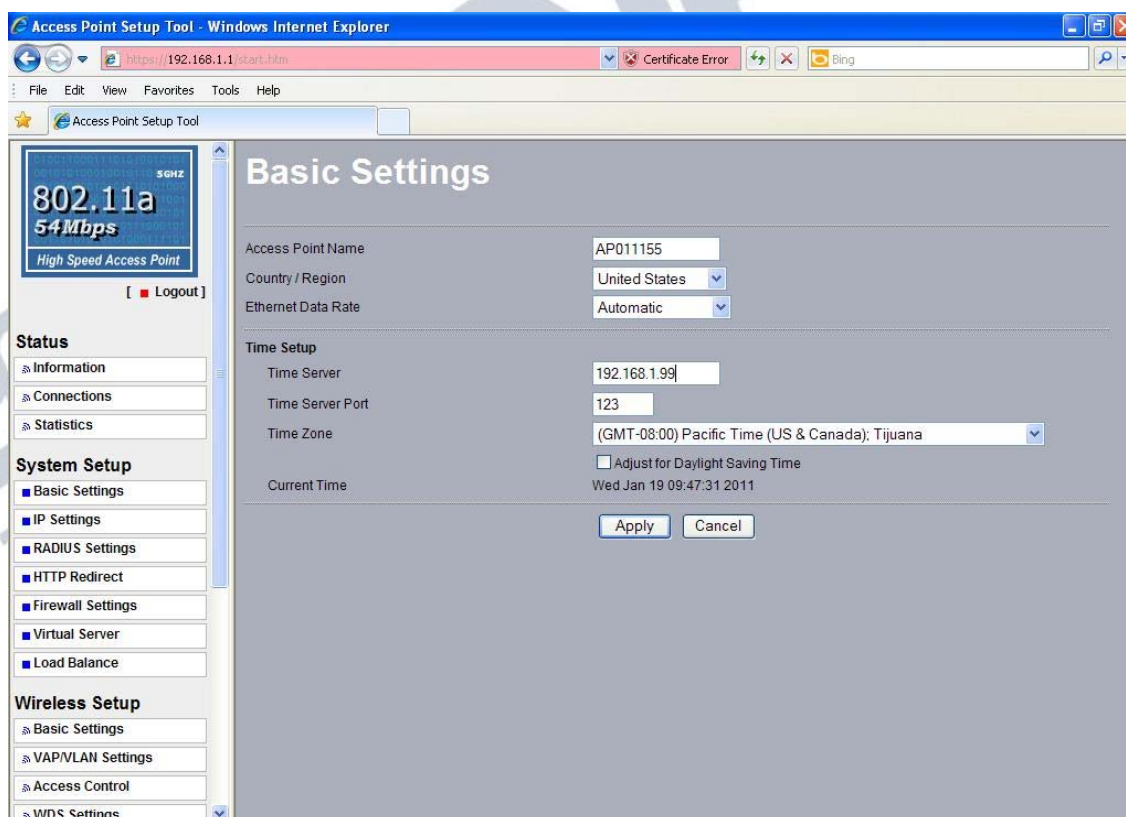 Access Point Setup Tool - Windows Internet Explorer
https://192.168.1.1/start.htm Certificate Error Bing
File Edit View Favorites Tools Help
Access Point Setup Tool
5GHZ
802.11a
54Mbps
High Speed Access Point
[ Logout ]
Status
Information
Connections
Statistics
System Setup
Basic Settings
IP Settings
RADIUS Settings
HTTP Redirect
Firewall Settings
Virtual Server
Load Balance
Wireless Setup
Basic Settings
VAP/VLAN Settings
Access Control
WDS Settings
Basic Settings
Access Point Name AP011155
Country / Region United States
Ethernet Data Rate Automatic
Time Setup
Time Server 192.168.1.99
Time Server Port 123
Time Zone (GMT-08:00) Pacific Time (US & Canada); Tijuana
Adjust for Daylight Saving Time
Current Time Wed Jan 19 09:47:31 2011
Apply Cancel